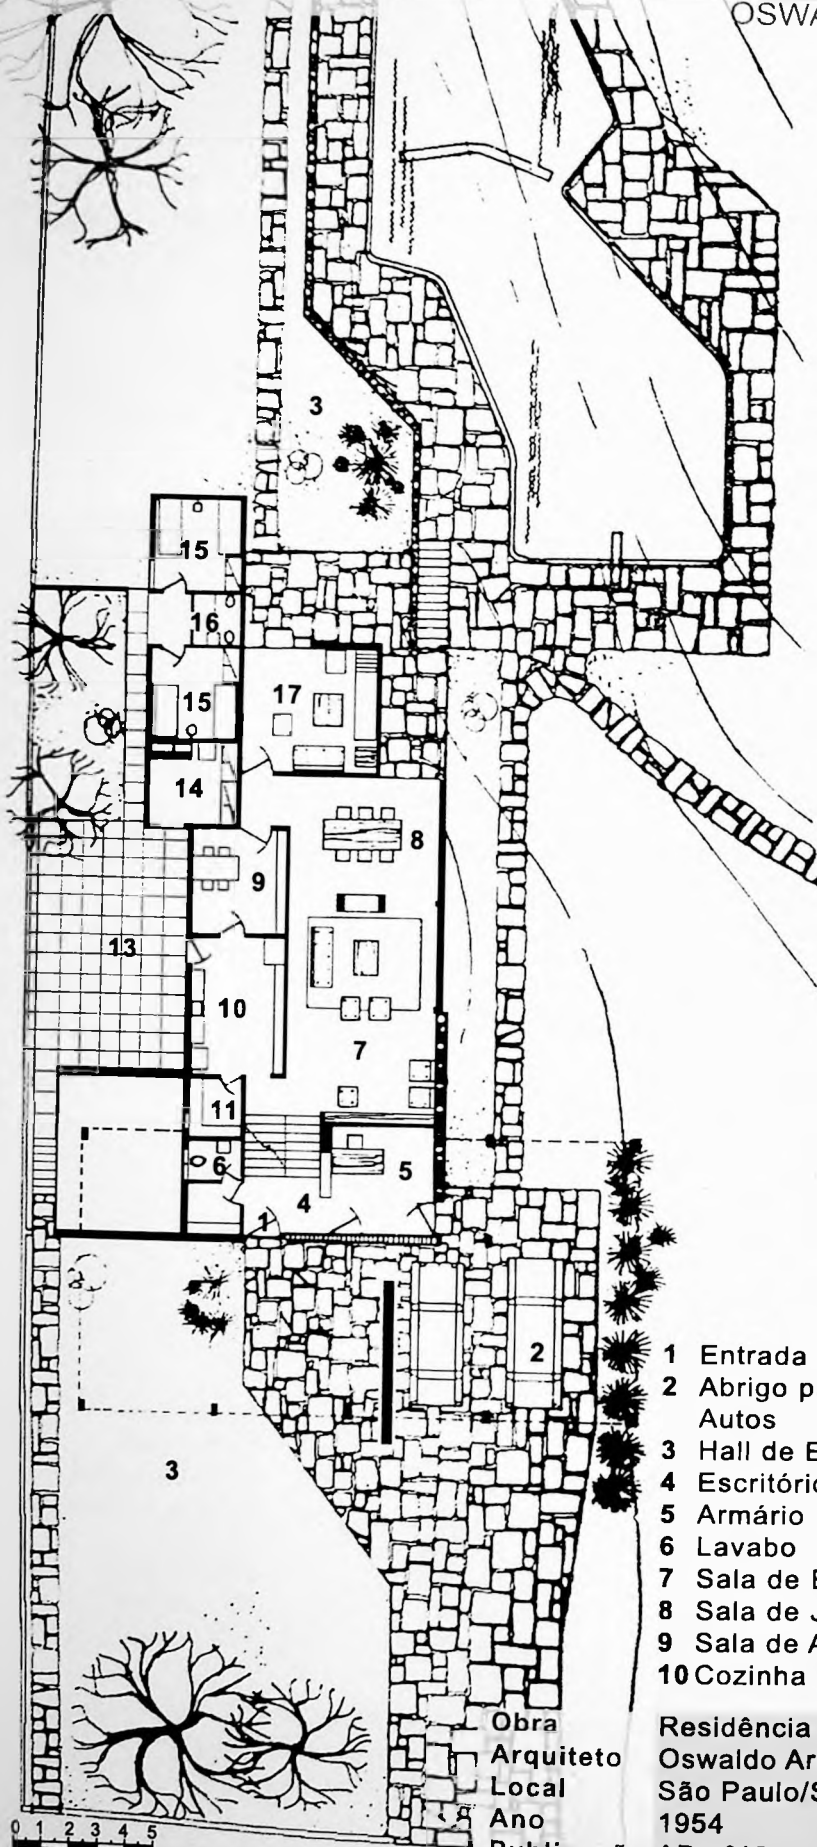 OSWA
3
15
16
15
17
14
8
9
13
10
7
11
6
5
4
1
2
3
1 Entrada
2 Abrigo p
Autos
3 Hall de E
4 Escritório
5 Armário
6 Lavabo
7 Sala de
8 Sala de J
9 Sala de A
10 Cozinha
Obra Residência
Arquiteto Oswaldo Ar
Local São Paulo/S
Ano 1954
0 1 2 3 4 5